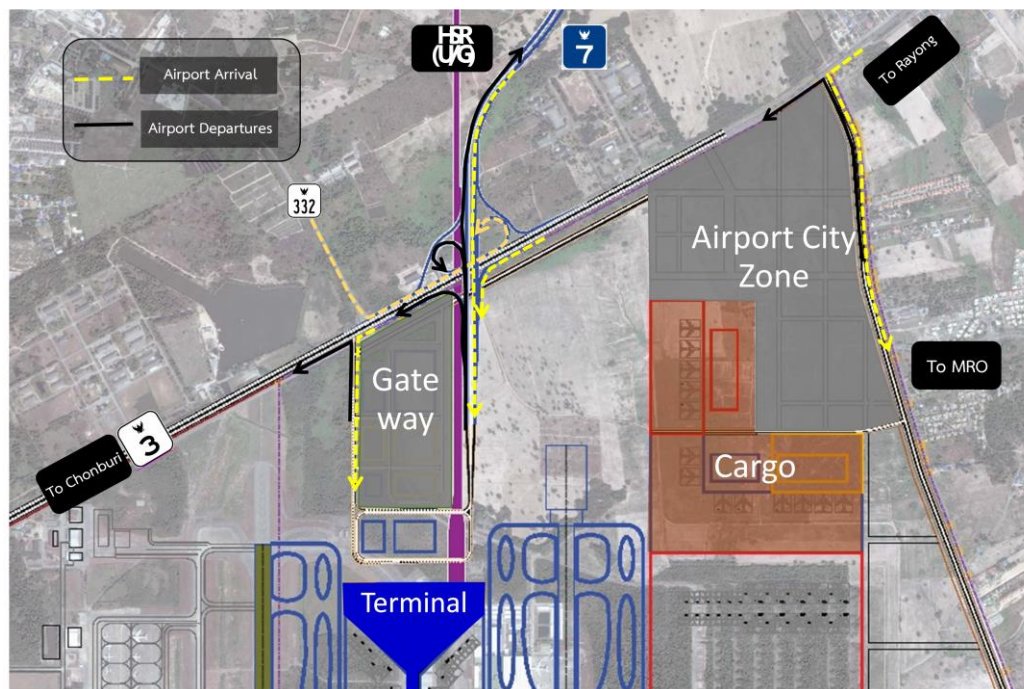 HSR
(U/G)
7
To Rayong
Airport Arrival
Airport Departures
332
Airport City
Zone
To MRO
Gate
way
3
To Chonburi
Cargo
Terminal